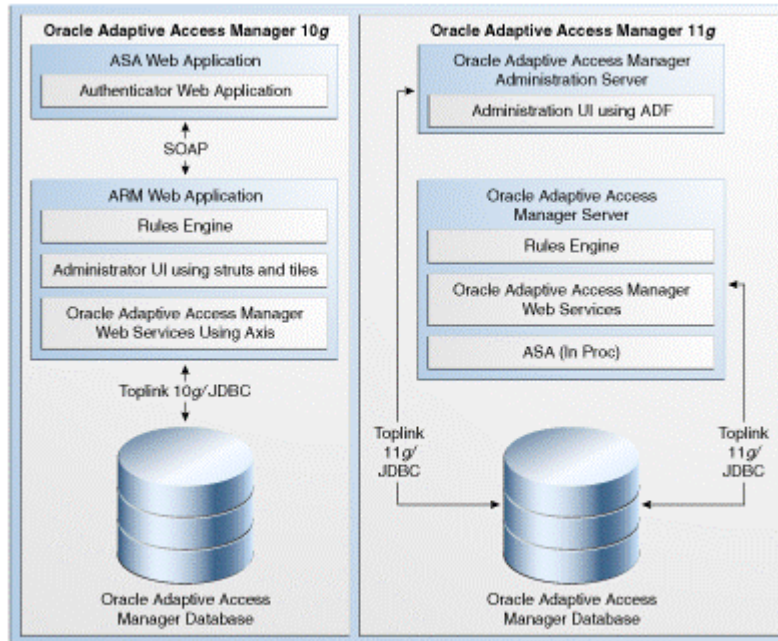 Oracle Adaptive Access Manager 10g
ASA Web Application
Authenticator Web Application
SOAP
ARM Web Application
Rules Engine
Administrator UI using struts and tiles
Oracle Adaptive Access Manager
Web Services Using Axis
Toplink 10g/JDBC
Oracle Adaptive Access
Manager Database
Oracle Adaptive Access Manager 11g
Oracle Adaptive Access Manager
Administration Server
Administration UI using ADF
Oracle Adaptive Access
Manager Server
Rules Engine
Oracle Adaptive Access Manager
Web Services
ASA (In Proc)
Toplink
11g/
JDBC
Toplink
11g/
JDBC
Oracle Adaptive Access
Manager Database